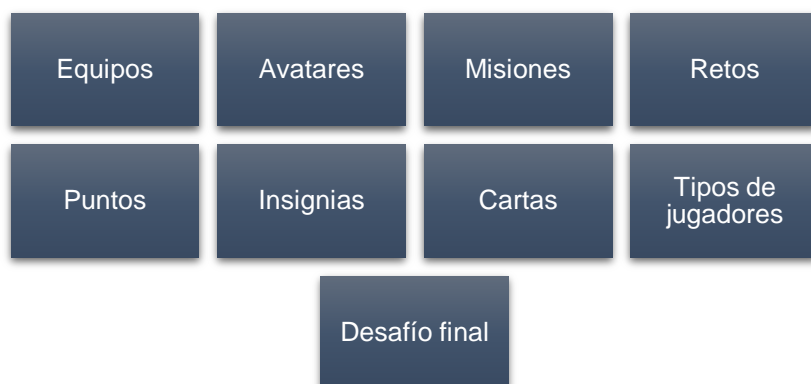 Equipos
Avatares
Misiones
Retos
Puntos
Insignias
Cartas
Tipos de
jugadores
Desafío final